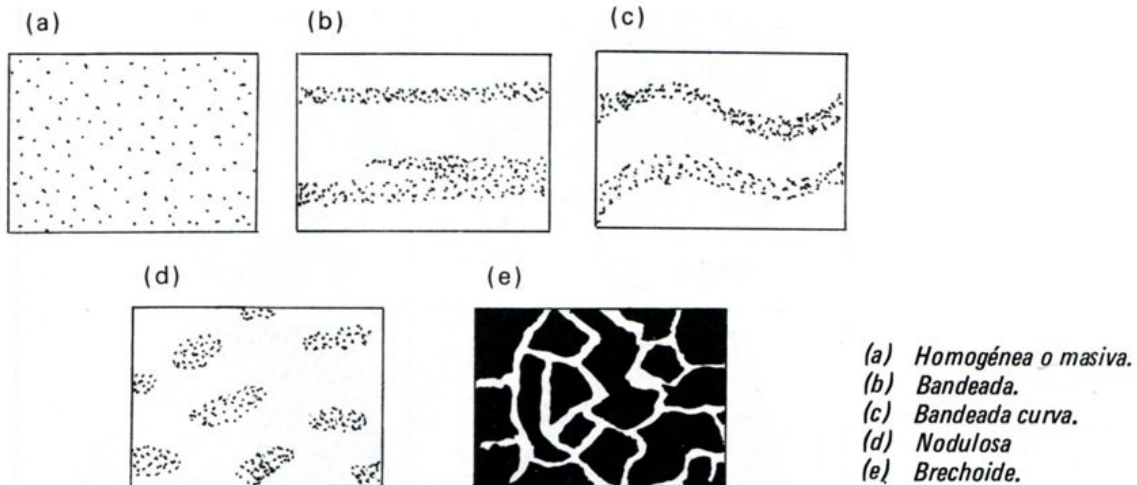 (a)
(b)
(c)
(d)
(e)
(a) Homogénea o masiva.
(b) Bandeada.
(c) Bandeada curva.
(d) Nodulosa
(e) Brechoide.